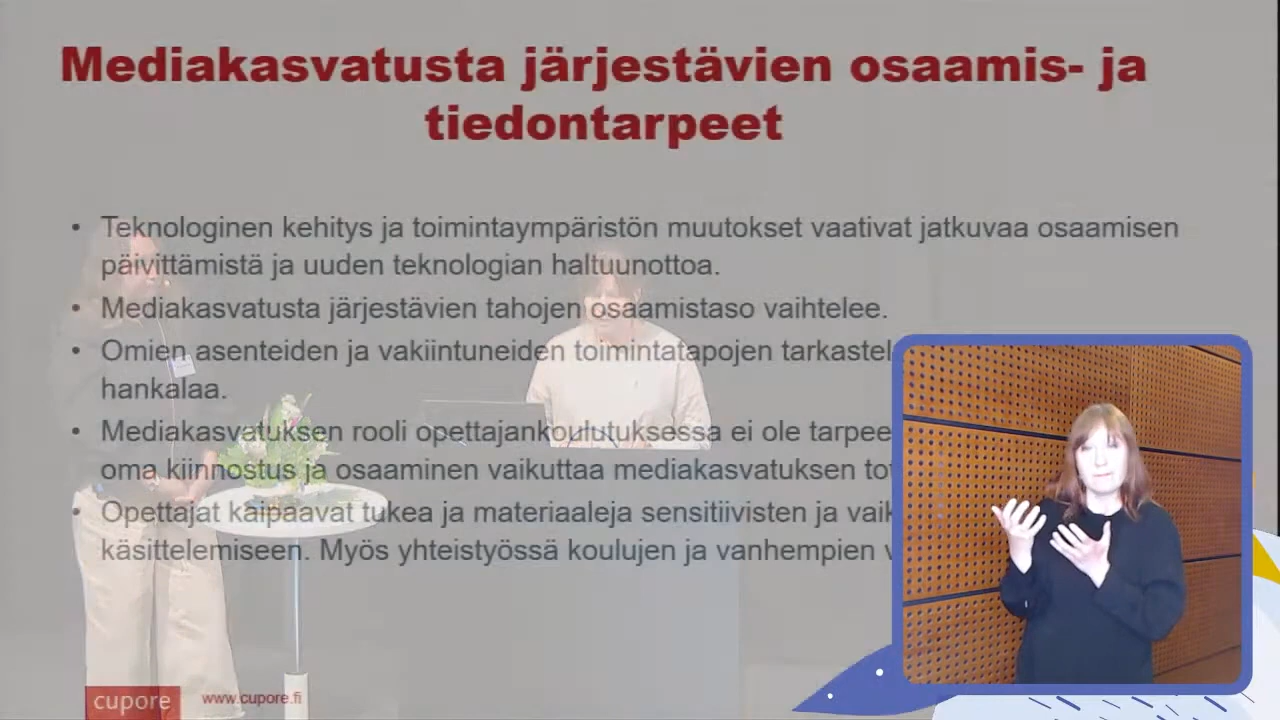 Mediakasvatusta järjestävien osaamis- ja
tiedontarpeet
• Teknologinen kehitys ja toimintaympäristön muutokset vaativat jatkuvaa osaamisen
päivittämistä ja uuden teknologian haltuunottoa.
• Mediakasvatusta järjestävien tahojen osaamistaso vaihtelee.
• Omien asenteiden ja vakiintuneiden toimintatapojen
hankalaa.
• Mediakasvatuksen rooli opettajankoulutuksessa ei ole
oma kiinnostus ja osaaminen vaikuttaa mediakasvatuksen
• Opettajat kaipaavat tukea ja materiaaleja sensitiivisten ja
käsittelemiseen. Myös yhteistyössä koulujen ja vanhempien
cupore
www.cupore.fi